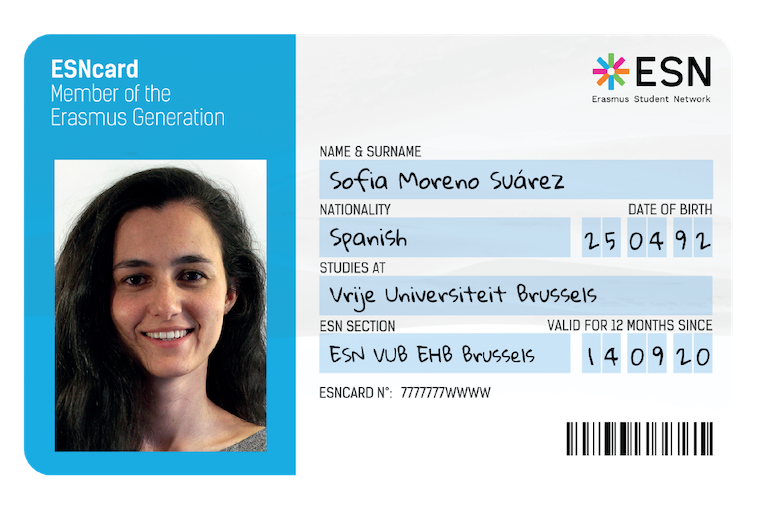 ESNcard
Member of the
Erasmus Generation
ESN
Erasmus Student Network
NAME & SURNAME
Sofia Moreno Suárez
NATIONALITY
DATE OF BIRTH
Spanish
25 04 92
STUDIES AT
Vrije Universiteit Brussels
ESN SECTION
VALID FOR 12 MONTHS SINCE
ESN VUB EHB Brussels
14 09 20
ESNCARD N°: 7777777WWWW